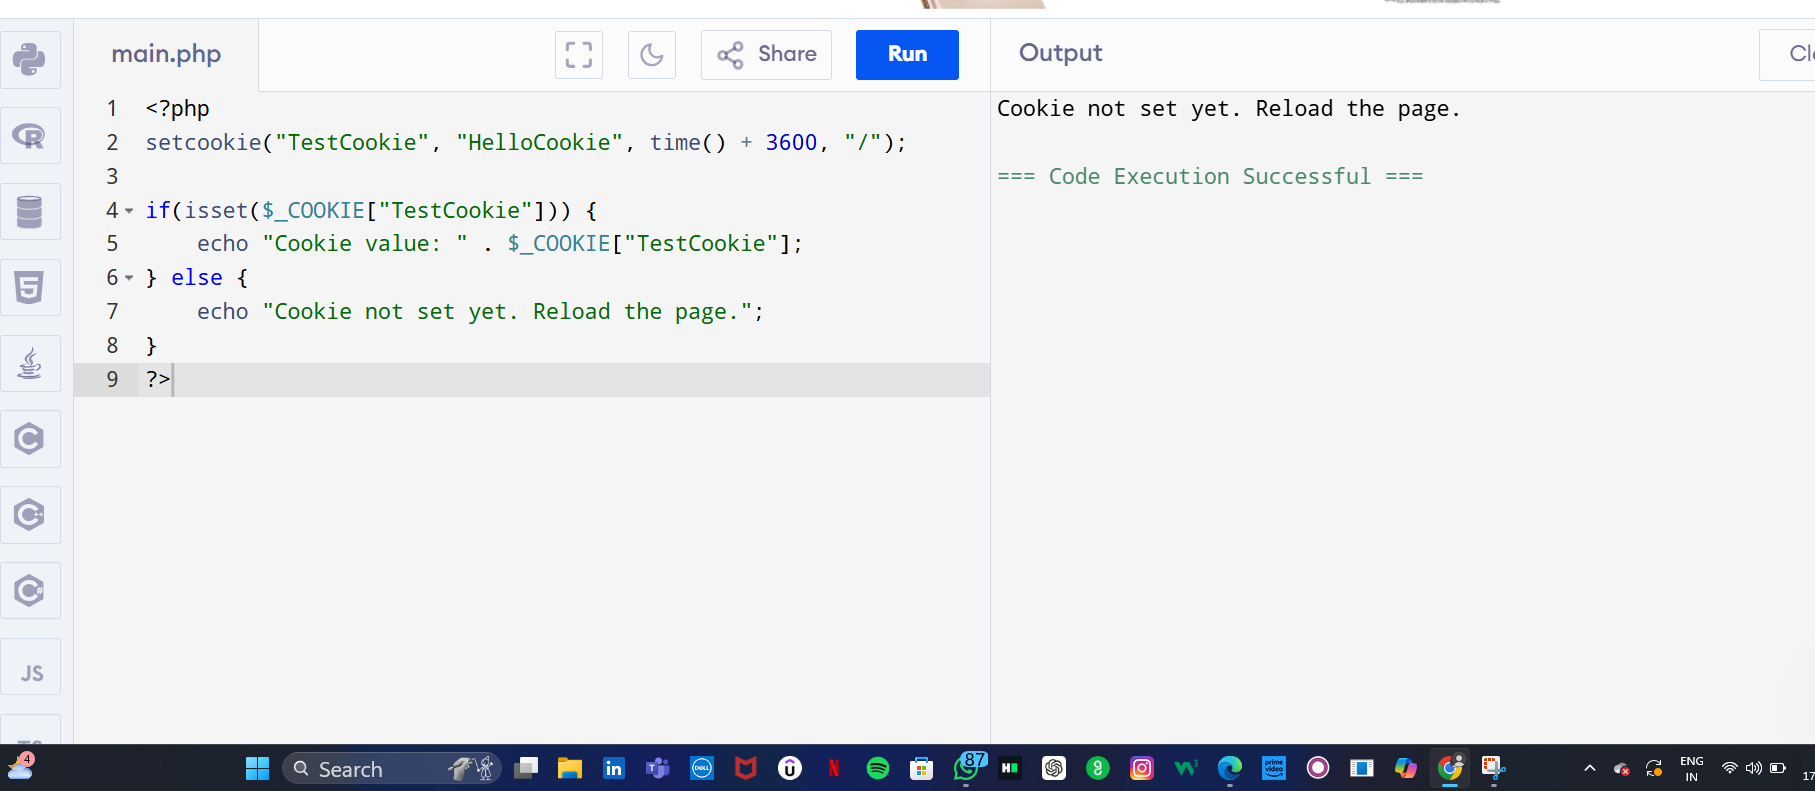 main.php
Share
Run
Output
1 <?php
2 setcookie("TestCookie", "HelloCookie", time() + 3600, "/");
3
4 if(isset($_COOKIE["TestCookie"])) {
5     echo "Cookie value: " . $_COOKIE["TestCookie"];
6 } else {
7     echo "Cookie not set yet. Reload the page.";
8 }
9 ?>
Cookie not set yet. Reload the page.
=== Code Execution Successful ===
JS
4
Search
87
ENG
IN